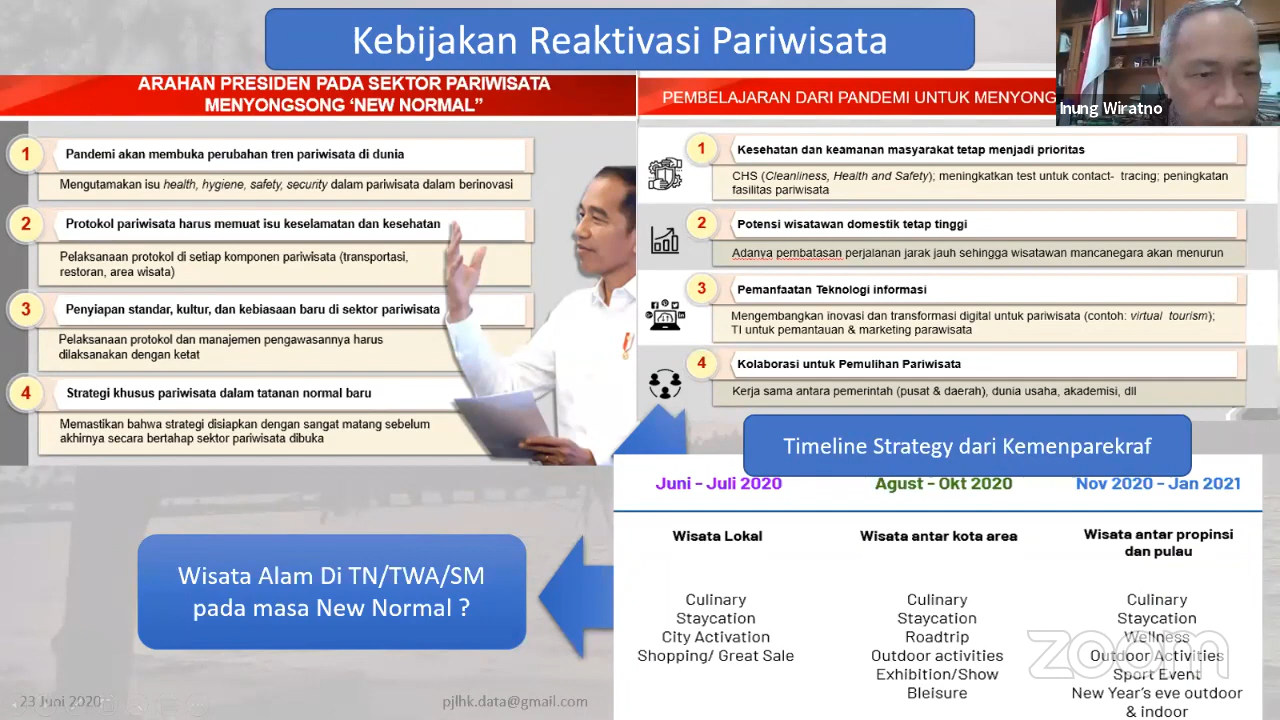 Kebijakan Reaktivasi Pariwisata
Inung Wiratno
ARAHAN PRESIDEN PADA SEKTOR PARIWISATA
MENYONGSONG ‘NEW NORMAL”
1
Pandemi akan membuka perubahan tren pariwisata di dunia
Mengutamakan isu health, hygiene, safety, security dalam pariwisata dalam berinovasi
2
Protokol pariwisata harus memuat isu keselamatan dan kesehatan
Pelaksanaan protokol di setiap komponen pariwisata (transportasi,
restoran, area wisata)
3
Penyiapan standar, kultur, dan kebiasaan baru di sektor pariwisata
Pelaksanaan protokol dan manajemen pengawasannya harus
dilaksanakan dengan ketat
4
Strategi khusus pariwisata dalam tatanan normal baru
Memastikan bahwa strategi disiapkan dengan sangat matang sebelum
akhirnya secara bertahap sektor pariwisata dibuka
PEMBELAJARAN DARI PANDEMI UNTUK MENYONG
1
Kesehatan dan keamanan masyarakat tetap menjadi prioritas
CHS (Cleanliness, Health and Safety); meningkatkan test untuk contact- tracing; peningkatan
fasilitas pariwisata
2
Potensi wisatawan domestik tetap tinggi
Adanya pembatasan perjalanan jarak jauh sehingga wisatawan mancanegara akan menurun
3
Pemanfaatan Teknologi informasi
Mengembangkan inovasi dan transformasi digital untuk pariwisata (contoh: virtual tourism);
TI untuk pemantauan & marketing parawisata
4
Kolaborasi untuk Pemulihan Pariwisata
Kerja sama antara pemerintah (pusat & daerah), dunia usaha, akademisi, dll
Timeline Strategy dari Kemenparekraf
Juni - Juli 2020
Wisata Lokal
Culinary
Staycation
City Activation
Shopping/ Great Sale
Agust - Okt 2020
Wisata antar kota area
Culinary
Staycation
Roadtrip
Outdoor activities
Exhibition/Show
Bleisure
Nov 2020 - Jan 2021
Wisata antar propinsi
dan pulau
Culinary
Staycation
Wellness
Outdoor Activities
Sport Event
New Year's eve outdoor
& indoor
Wisata Alam Di TN/TWA/SM
pada masa New Normal ?
23 Juni 2020
pjlhk.data@gmail.com
zoom